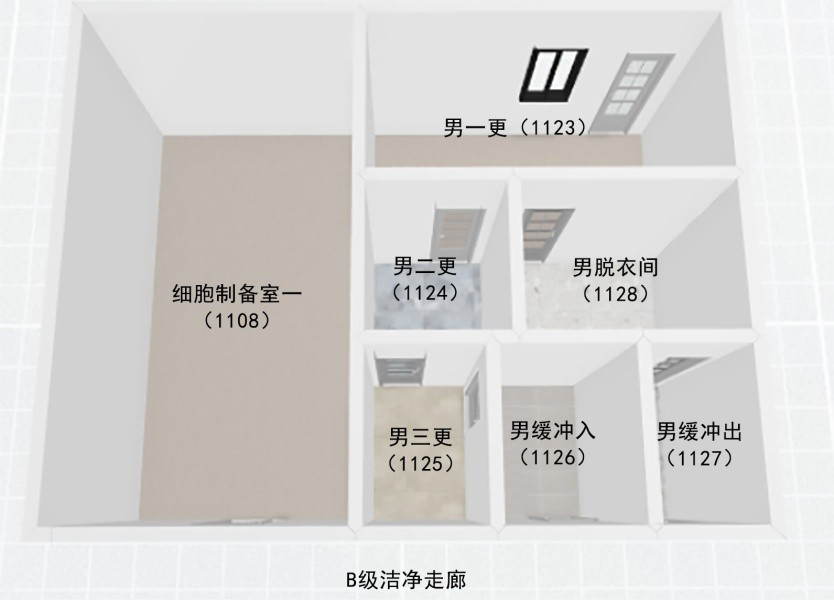 男一更（1123）
男二更
（1124）
男脱衣间
（1128）
细胞制备室一
（1108）
男三更
（1125）
男缓冲入
（1126）
男缓冲出
（1127）
B级洁净走廊